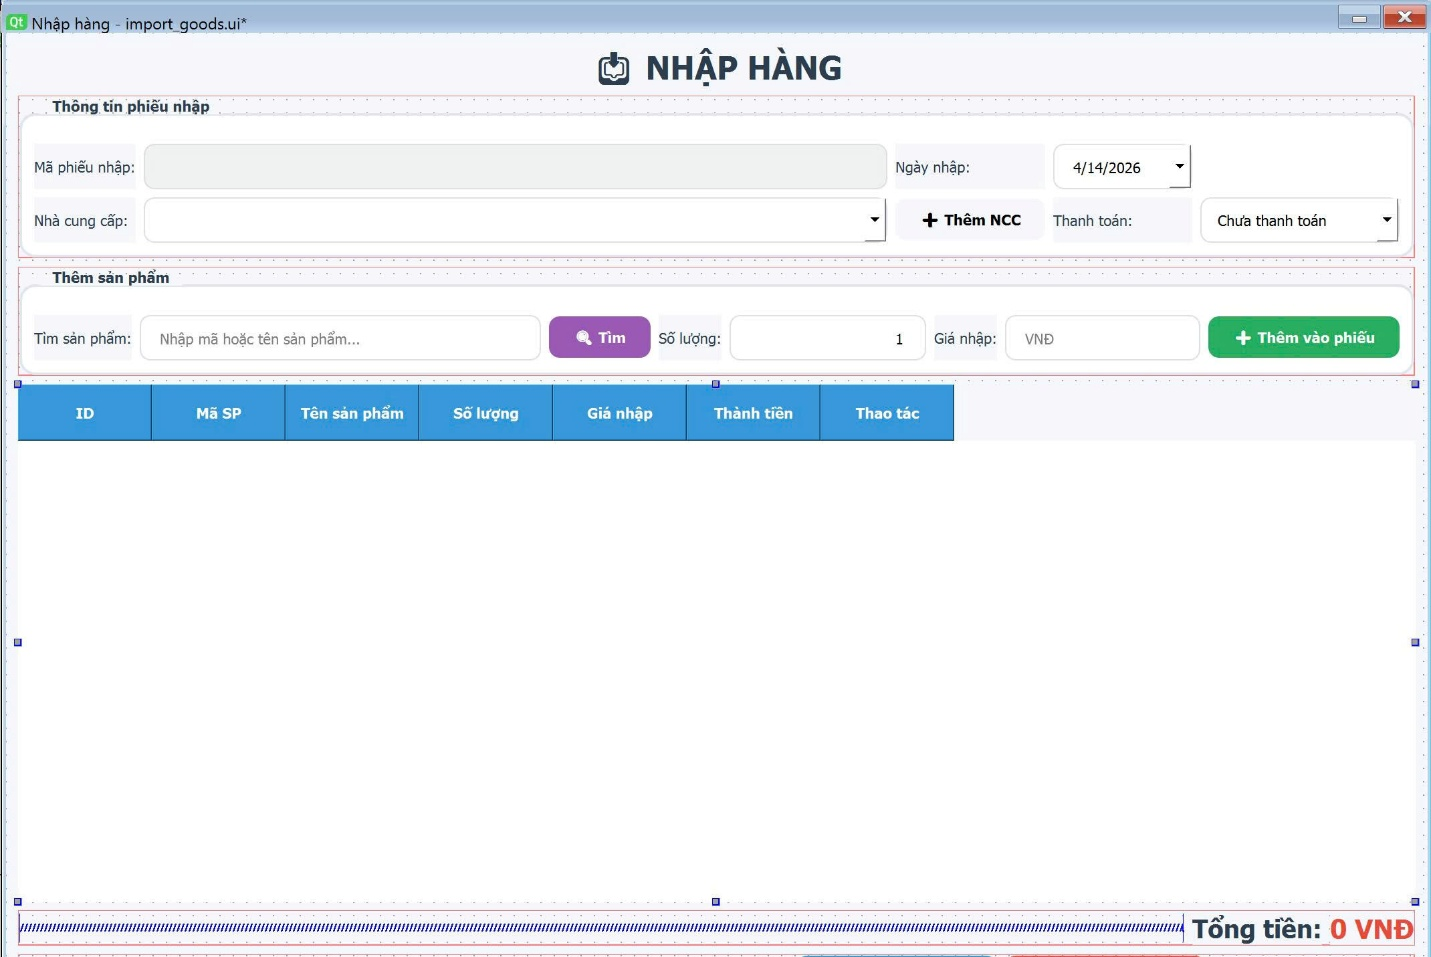 Nhập hàng - import_goods.ui*
NHẬP HÀNG
Thông tin phiếu nhập
Mã phiếu nhập: Ngày nhập: 4/14/2026
Nhà cung cấp: Thêm NCC Thanh toán: Chưa thanh toán
Thêm sản phẩm
Tìm sản phẩm: Nhập mã hoặc tên sản phẩm... Tìm Số lượng: 1 Giá nhập: VNĐ Thêm vào phiếu
ID Mã SP Tên sản phẩm Số lượng Giá nhập Thành tiền Thao tác
Tổng tiền: 0 VNĐ